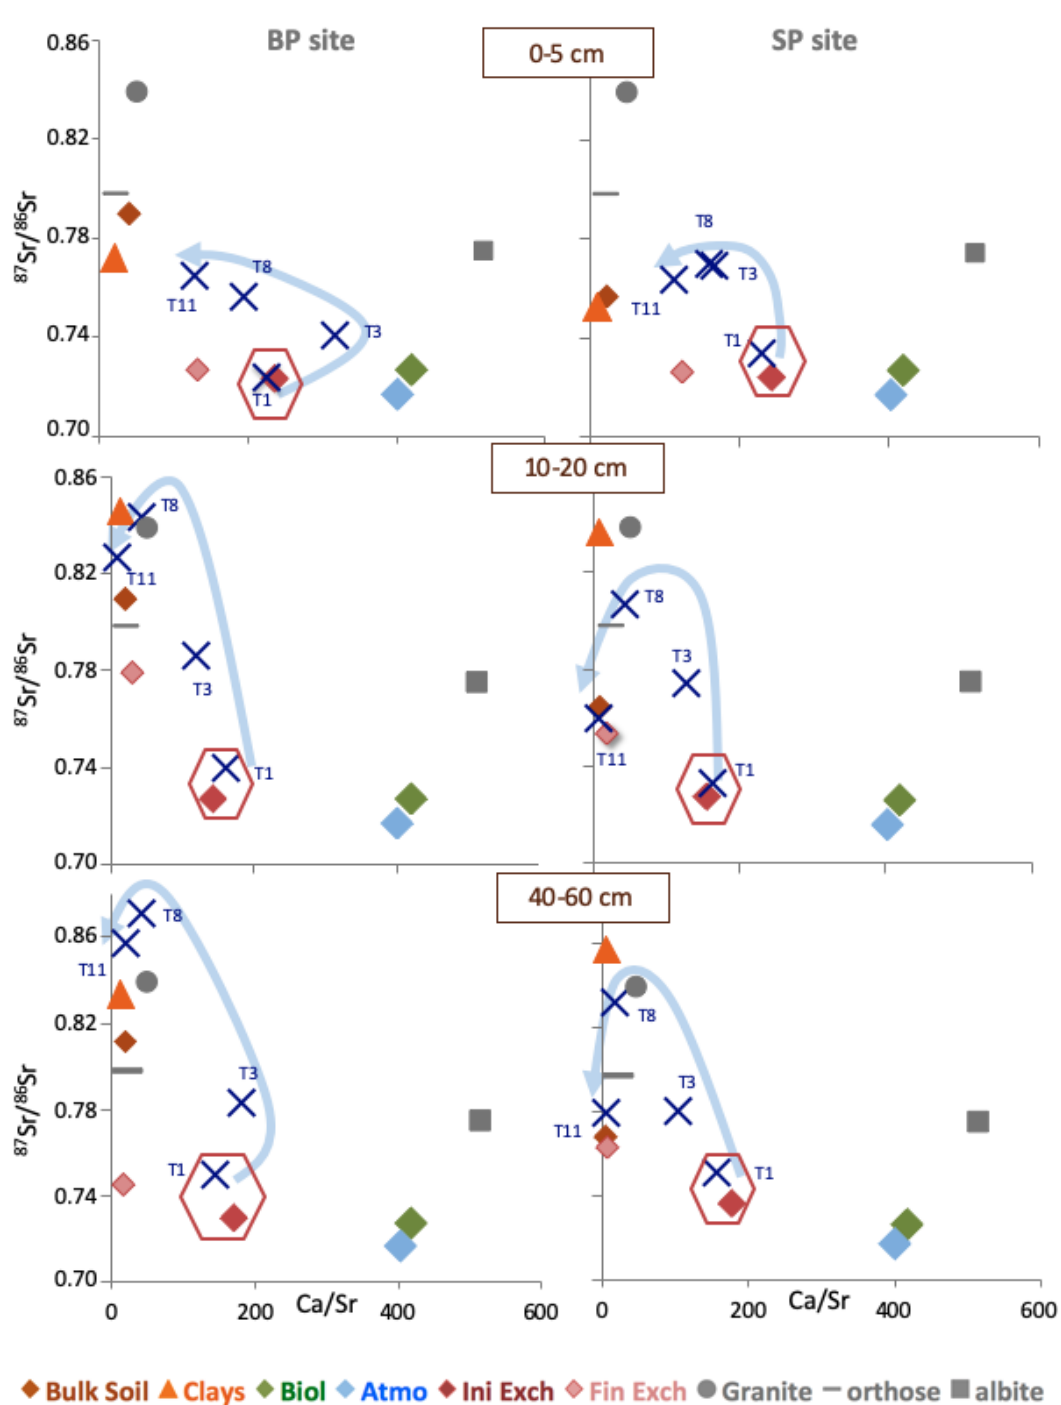 BP site
0-5 cm
SP site
0.86
0.82
0.78
0.74
0.70
⁸⁷Sr/⁸⁶Sr
T8
T11
T3
T1
T8
T3
T11
T1
10-20 cm
0.86
0.82
0.78
0.74
0.70
⁸⁷Sr/⁸⁶Sr
T8
T11
T3
T1
T8
T3
T11
T1
40-60 cm
0.86
0.82
0.78
0.74
0.70
⁸⁷Sr/⁸⁶Sr
T8
T11
T3
T1
T8
T3
T11
T1
0 200 Ca/Sr 400 600
0 200 Ca/Sr 400 600
Bulk Soil Clays Biol Atmo Ini Exch Fin Exch Granite orthose albite